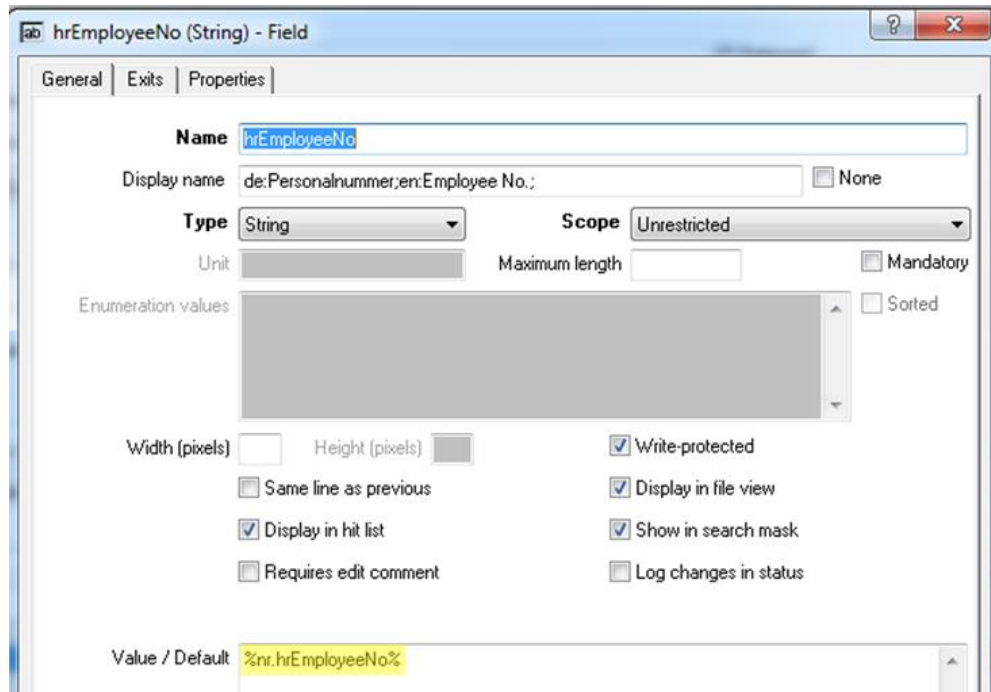 ab hrEmployeeNo (String) - Field
General Exits Properties
Name hrEmployeeNo
Display name de:Personalnummer;en:Employee No.; None
Type String Scope Unrestricted
Unit Maximum length Mandatory
Enumeration values Sorted
Width (pixels) Height (pixels) Write-protected
Same line as previous Display in file view
Display in hit list Show in search mask
Requires edit comment Log changes in status
Value / Default %nr.hrEmployeeNo%